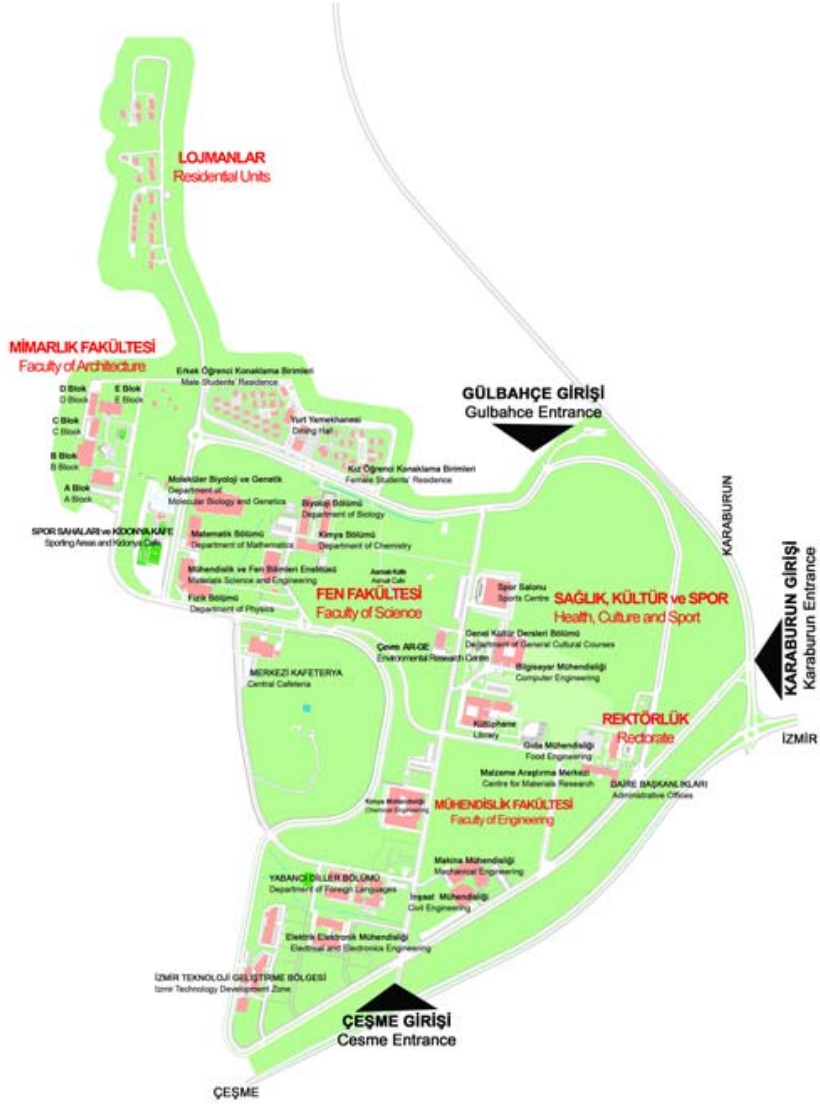 LOJMANLAR
Residential Units
MİMARLIK FAKÜLTESİ
Faculty of Architecture
Erkek Öğrenci Konaklama Birimleri
Male Students' Residence
D Blok
D Block
E Blok
E Block
GÜLBAHÇE GİRİŞİ
Gulbahce Entrance
C Blok
C Block
Yurt Yemekhanesi
Dining Hall
B Blok
B Block
Kız Öğrenci Konaklama Birimleri
Female Students' Residence
A Blok
A Block
Moleküler Biyoloji ve Genetik
Department of
Molecular Biology and Genetics
Biyoloji Bölümü
Department of Biology
KARABURUN
SPOR SAHALARI ve KİDONYA KAFE
Sporting Areas and Kidonya Cafe
Matematik Bölümü
Department of Mathematics
Kimya Bölümü
Department of Chemistry
Mühendislik ve Fen Bilimleri Enstitüsü
Materials Science and Engineering
Asmalı Kafe
Asmalı Cafe
Fizik Bölümü
Department of Physics
FEN FAKÜLTESİ
Faculty of Science
Spor Salonu
Sports Centre
SAĞLIK, KÜLTÜR ve SPOR
Health, Culture and Sport
KARABURUN GİRİŞİ
Karaburun Entrance
Çevre AR-GE
Environmental Research Centre
Genel Kültür Dersleri Bölümü
Department of General Cultural Courses
MERKEZİ KAFETERYA
Central Cafeteria
Bilgisayar Mühendisliği
Computer Engineering
Kütüphane
Library
REKTÖRLÜK
Rectorate
İZMİR
Gıda Mühendisliği
Food Engineering
Malzeme Araştırma Merkezi
Centre for Materials Research
DAİRE BAŞKANLIKLARI
Administrative Offices
Kimya Mühendisliği
Chemical Engineering
MÜHENDİSLİK FAKÜLTESİ
Faculty of Engineering
Makina Mühendisliği
Mechanical Engineering
YABANCI DİLLER BÖLÜMÜ
Department of Foreign Languages
İnşaat Mühendisliği
Civil Engineering
Elektrik Elektronik Mühendisliği
Electrical and Electronics Engineering
İZMİR TEKNOLOJİ GELİŞTİRME BÖLGESİ
Izmir Technology Development Zone
ÇEŞME GİRİŞİ
Cesme Entrance
ÇEŞME